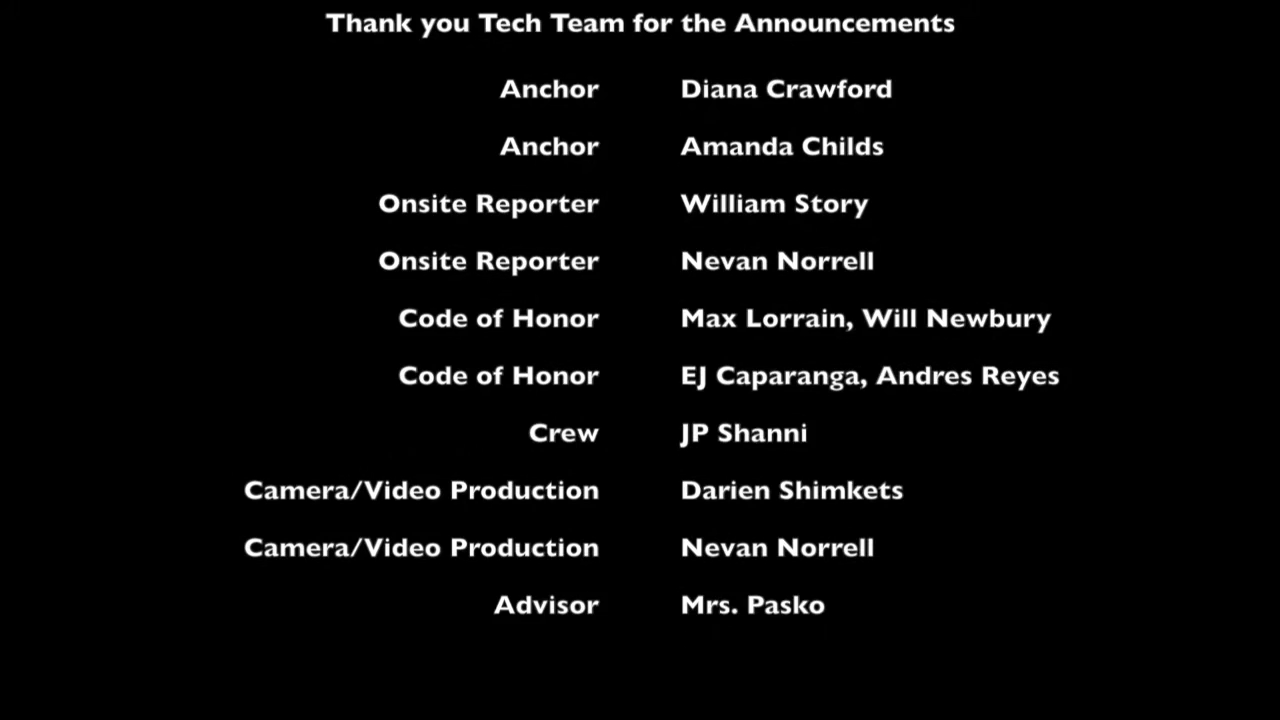 Thank you Tech Team for the Announcements
Anchor Diana Crawford
Anchor Amanda Childs
Onsite Reporter William Story
Onsite Reporter Nevan Norrell
Code of Honor Max Lorrain, Will Newbury
Code of Honor EJ Caparanga, Andres Reyes
Crew JP Shanni
Camera/Video Production Darien Shimkets
Camera/Video Production Nevan Norrell
Advisor Mrs. Pasko